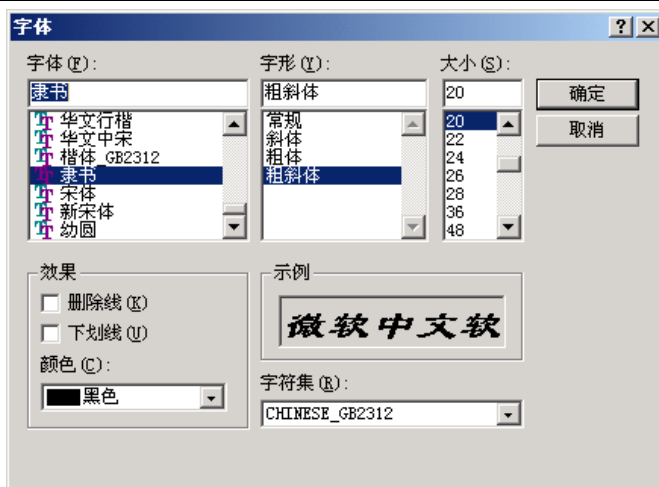 字体
字体(F):
隶书
华文行楷
华文中宋
楷体_GB2312
隶书
宋体
新宋体
幼圆
字形(Y):
粗斜体
常规
斜体
粗体
粗斜体
大小(S):
20
20
22
24
26
28
36
48
确定
取消
效果
删除线(K)
下划线(U)
颜色(C):
黑色
示例
微软中文软
字符集(R):
CHINESE_GB2312